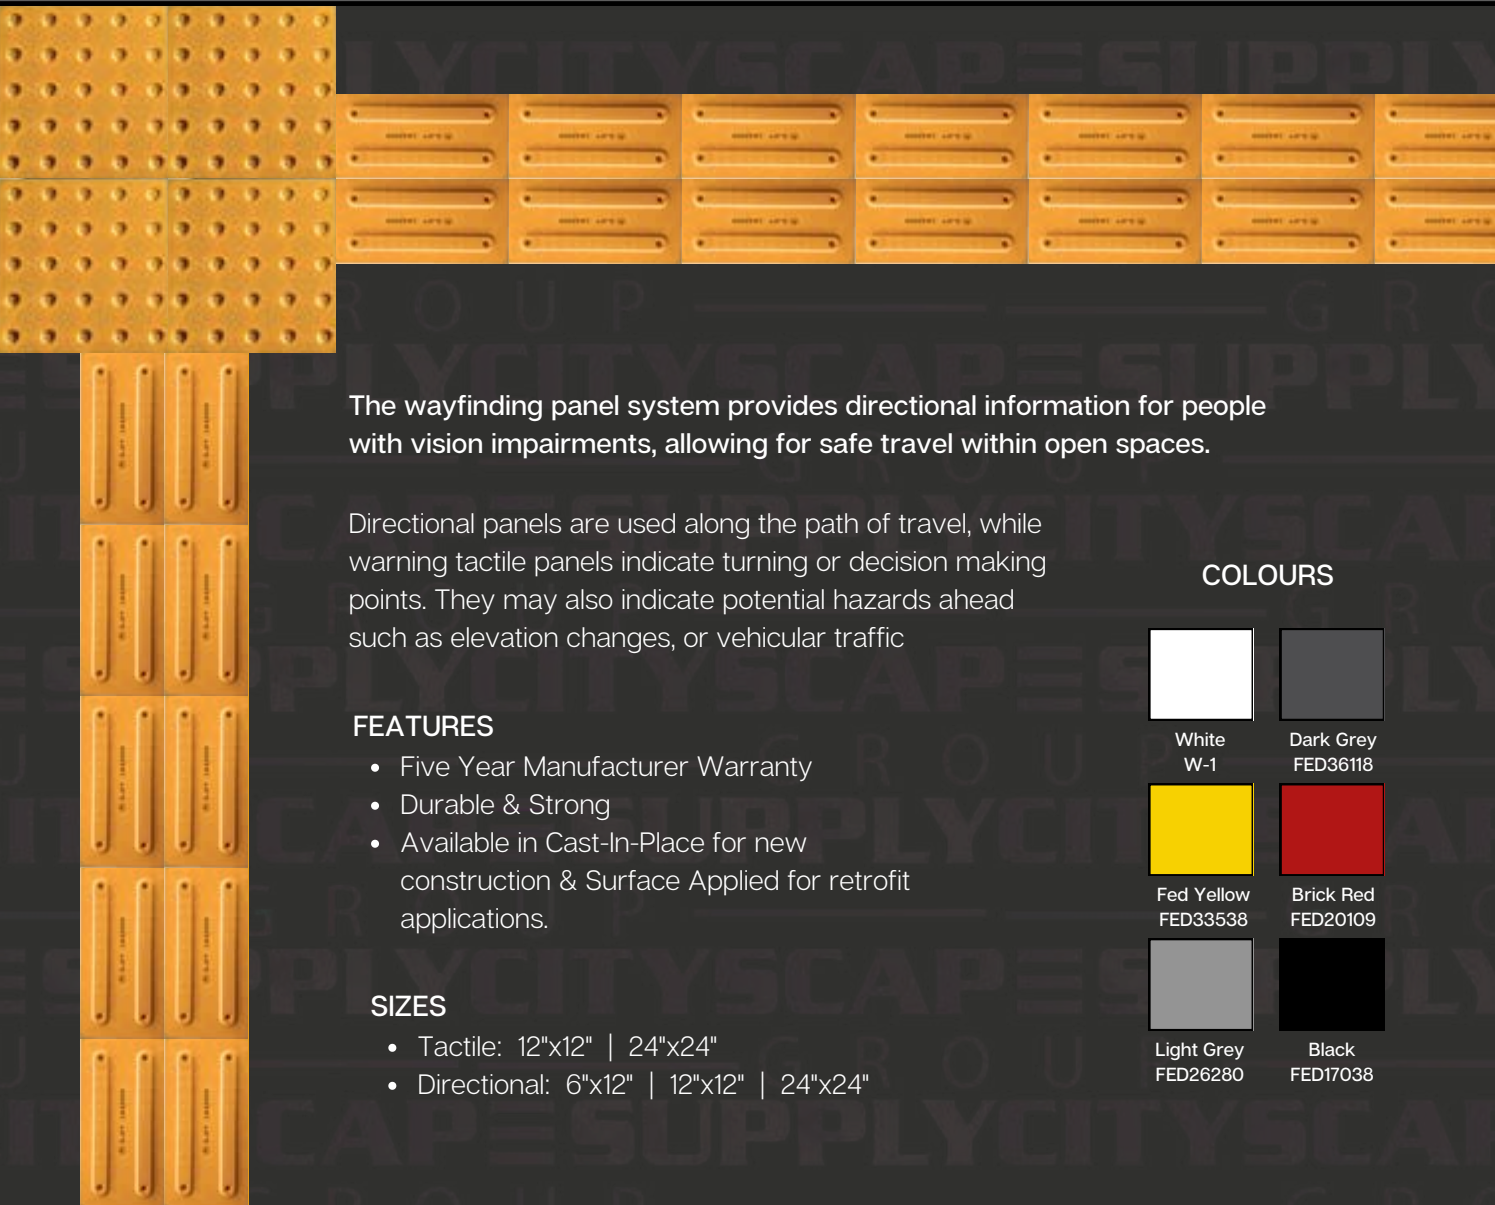 The wayfinding panel system provides directional information for people
with vision impairments, allowing for safe travel within open spaces.
Directional panels are used along the path of travel, while
warning tactile panels indicate turning or decision making
points. They may also indicate potential hazards ahead
such as elevation changes, or vehicular traffic
FEATURES
• Five Year Manufacturer Warranty
• Durable & Strong
• Available in Cast-In-Place for new
construction & Surface Applied for retrofit
applications.
SIZES
• Tactile: 12"x12" | 24"x24"
• Directional: 6"x12" | 12"x12" | 24"x24"
COLOURS
White
W-1
Dark Grey
FED36118
Fed Yellow
FED33538
Brick Red
FED20109
Light Grey
FED26280
Black
FED17038